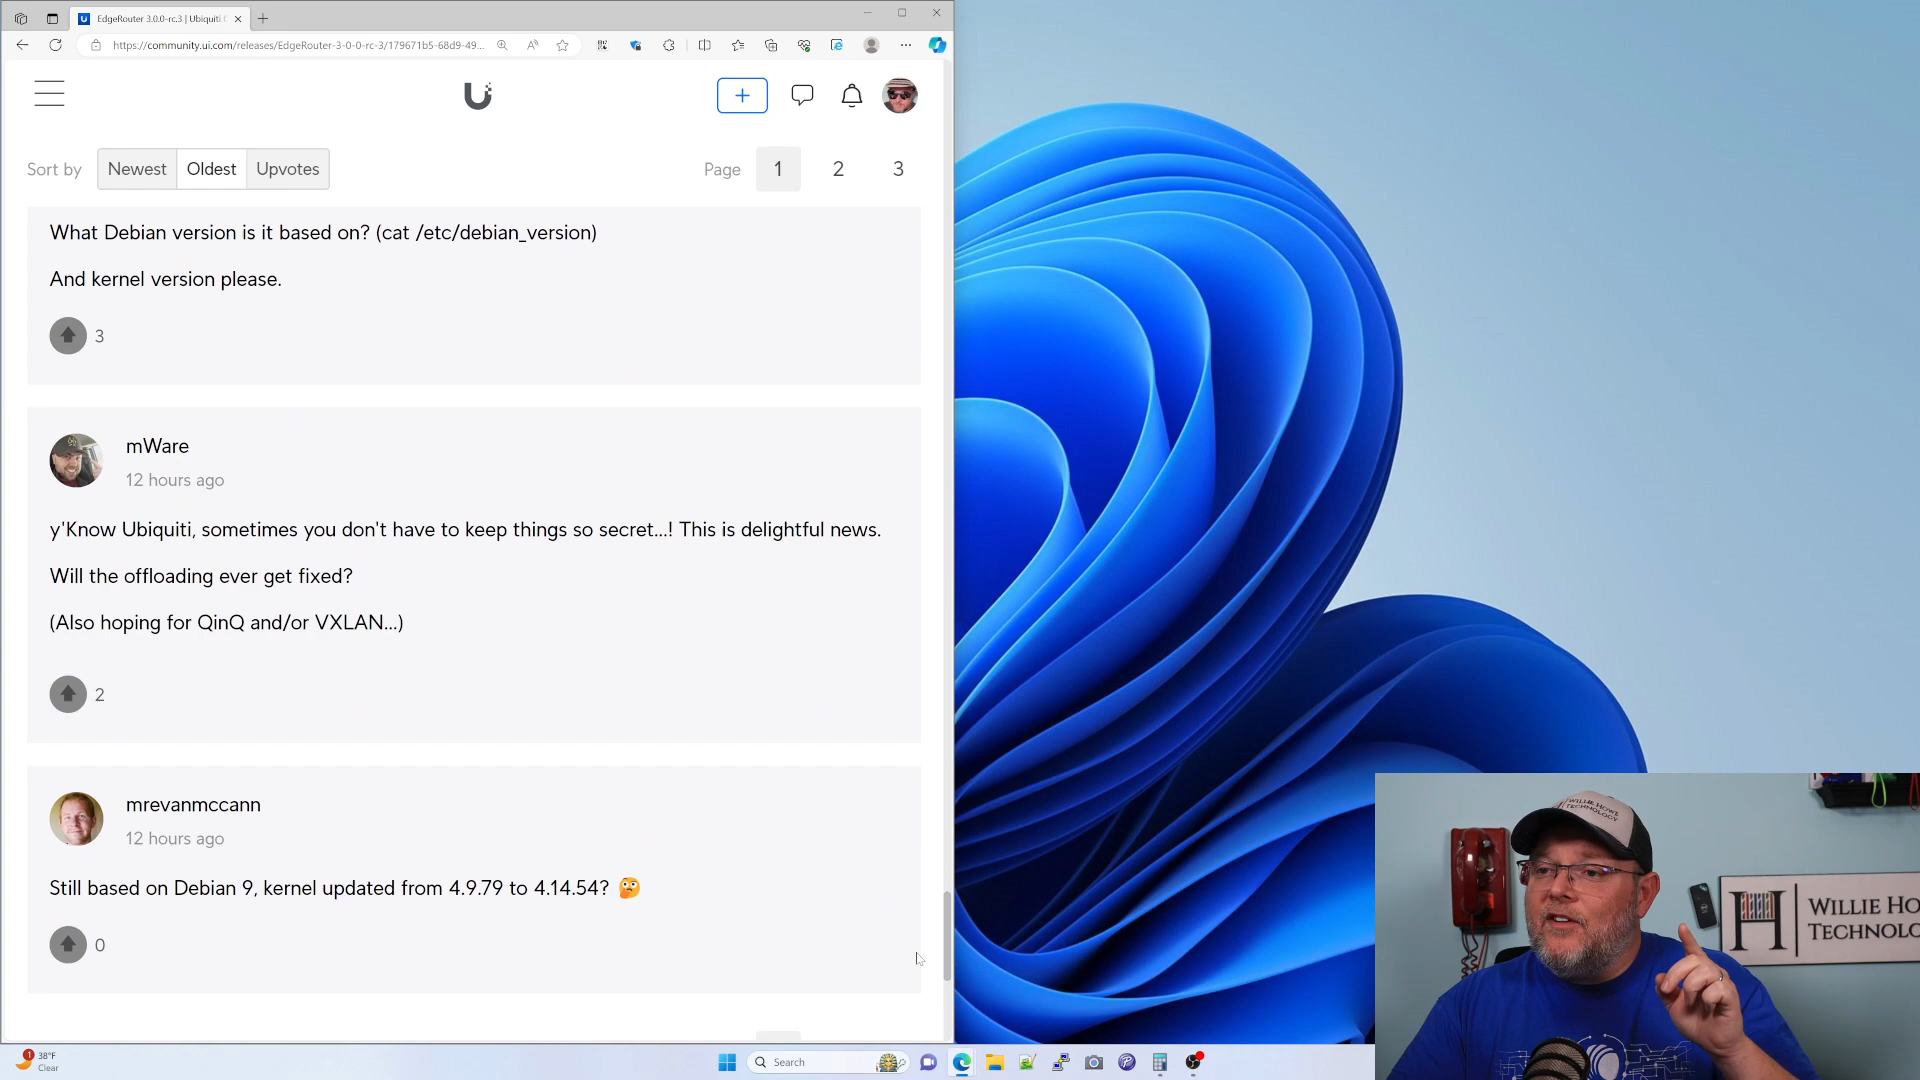 EdgeRouter 3.0.0-rc.3 | Ubiquiti C
https://community.ui.com/releases/EdgeRouter-3-0-0-rc-3/179671b5-68d9-49...
Sort by Newest Oldest Upvotes Page 1 2 3
What Debian version is it based on? (cat /etc/debian_version)
And kernel version please.
3
mWare
12 hours ago
y'Know Ubiquiti, sometimes you don't have to keep things so secret...! This is delightful news.
Will the offloading ever get fixed?
(Also hoping for QinQ and/or VXLAN...)
2
mrevanmccann
12 hours ago
Still based on Debian 9, kernel updated from 4.9.79 to 4.14.54? 🤔
0
WILLIE HOWE
TECHNOLOGY
H
WILLIE HO
TECHNOLO
1
38°F
Clear
Search